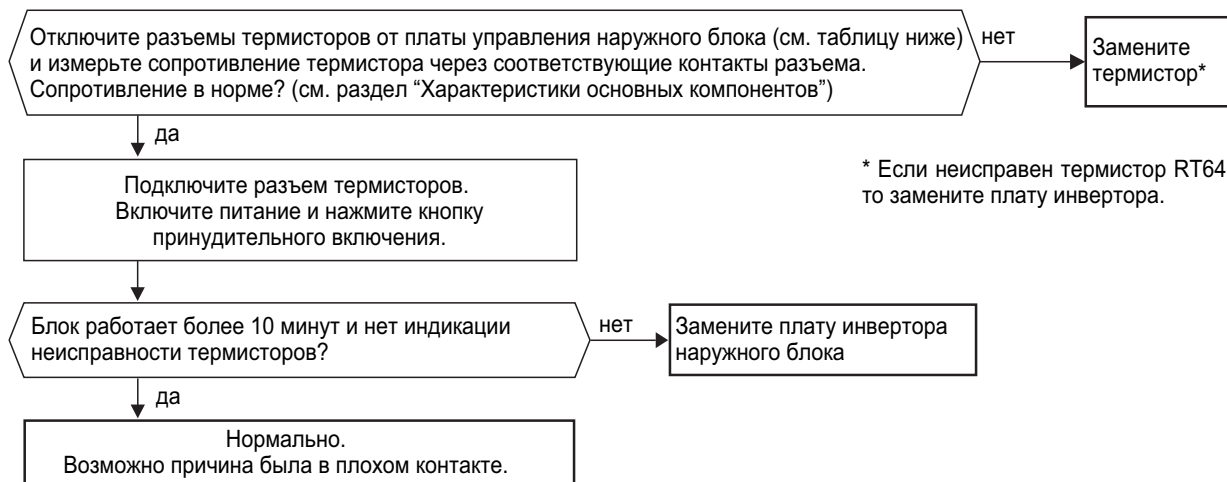 Отключите разъемы термисторов от платы управления наружного блока (см. таблицу ниже)
и измерьте сопротивление термистора через соответствующие контакты разъема.
Сопротивление в норме? (см. раздел “Характеристики основных компонентов”)
нет
Замените
термистор*
да
Подключите разъем термисторов.
Включите питание и нажмите кнопку
принудительного включения.
* Если неисправен термистор RT64
то замените плату инвертора.
Блок работает более 10 минут и нет индикации
неисправности термисторов?
нет
Замените плату инвертора
наружного блока
да
Нормально.
Возможно причина была в плохом контакте.